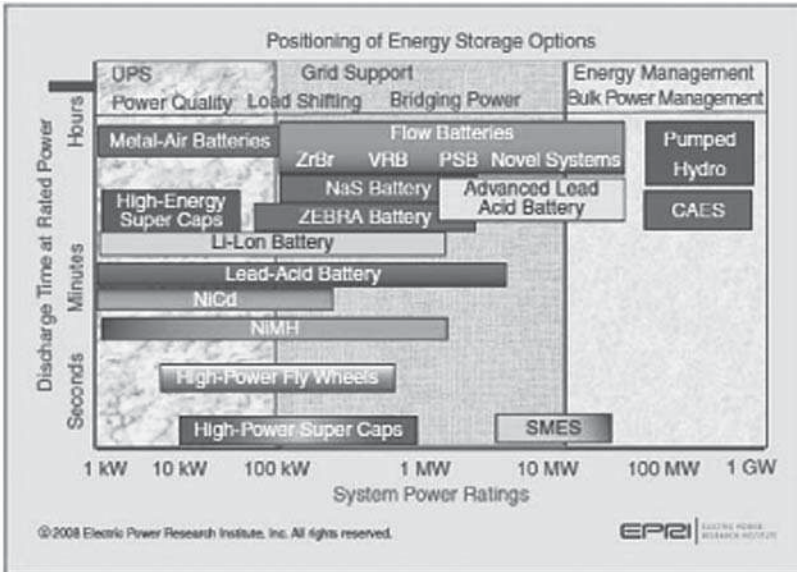 Positioning of Energy Storage Options
UPS
Power Quality
Grid Support
Load Shifting Bridging Power
Energy Management
Bulk Power Management
Discharge Time at Rated Power
Hours
Minutes
Seconds
Metal-Air Batteries
Flow Batteries
ZrBr VRB PSB Novel Systems
Pumped
Hydro
High-Energy
Super Caps
NaS Battery
Advanced Lead
Acid Battery
CAES
ZEBRA Battery
Li-Lon Battery
Lead-Acid Battery
NiCd
NiMH
High-Power Fly Wheels
High-Power Super Caps
SMES
1 kW 10 kW 100 kW 1 MW 10 MW 100 MW 1 GW
System Power Ratings
©2008 Electric Power Research Institute, Inc. All rights reserved.
EPRI
ELECTRIC POWER
RESEARCH INSTITUTE